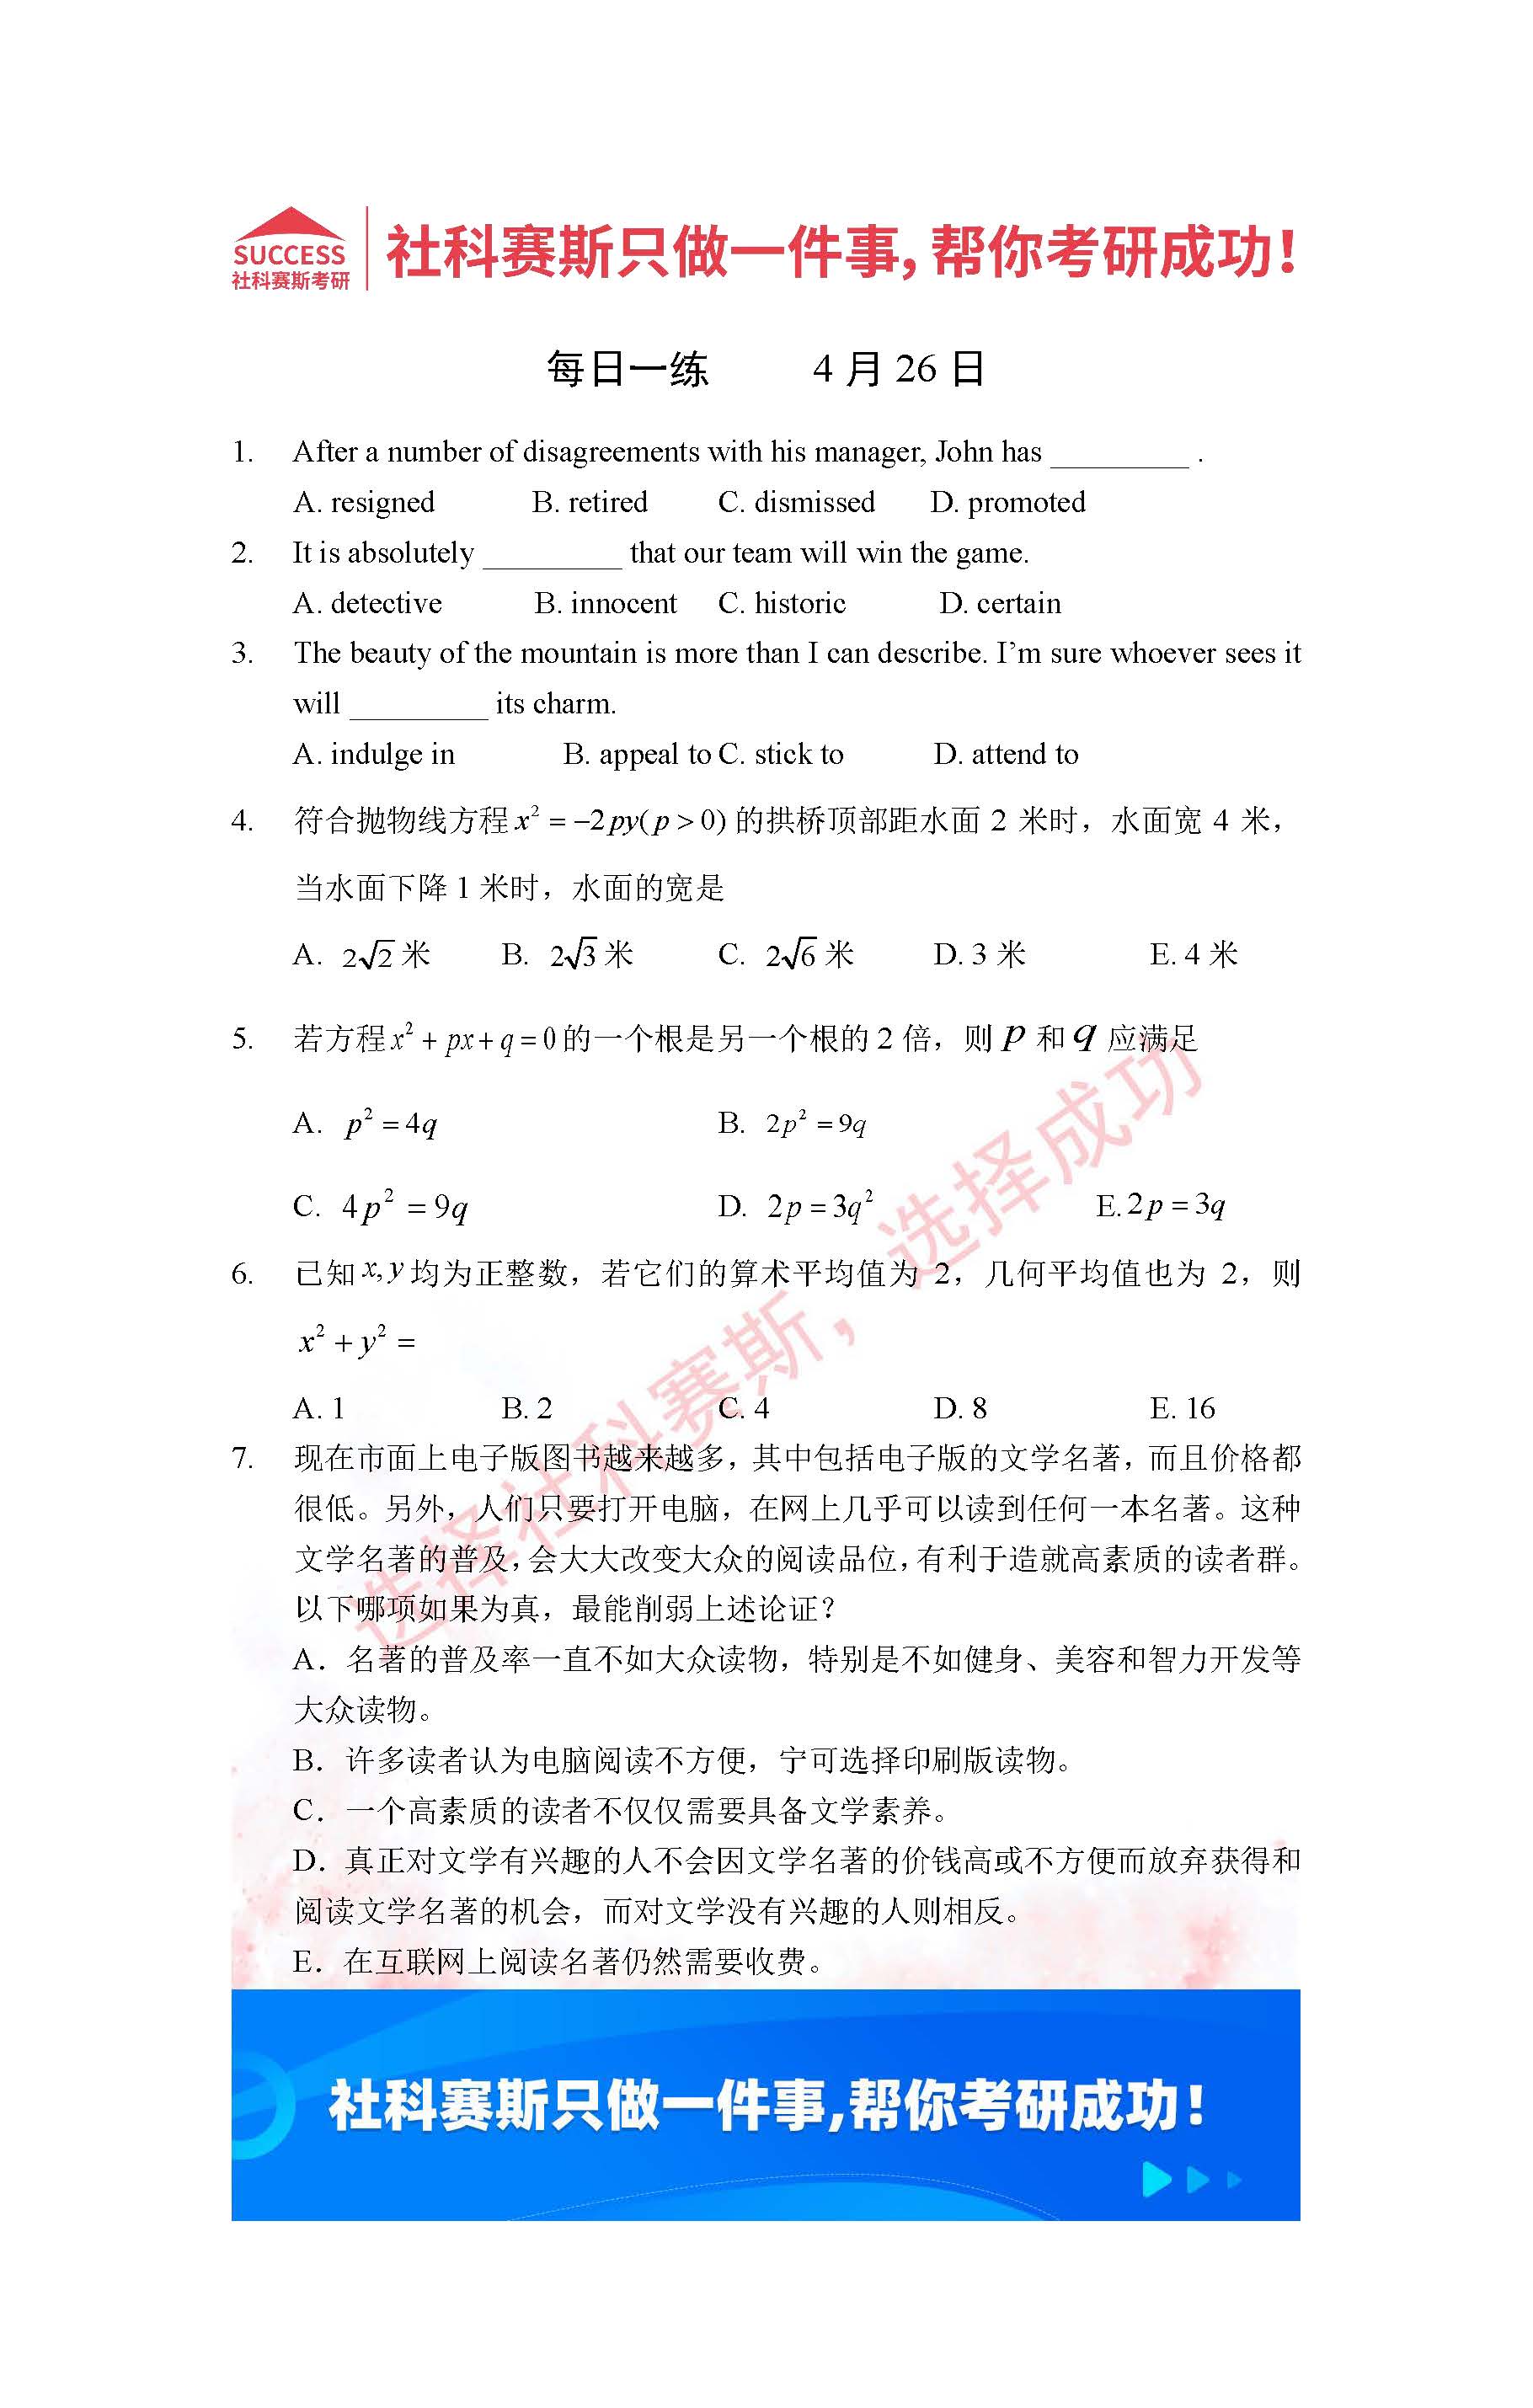 SUCCESS
社科赛斯考研
社科赛斯只做一件事，帮你考研成功！
每日一练 4 月 26 日
1. After a number of disagreements with his manager, John has _________ .
A. resigned B. retired C. dismissed D. promoted
2. It is absolutely _________ that our team will win the game.
A. detective B. innocent C. historic D. certain
3. The beauty of the mountain is more than I can describe. I’m sure whoever sees it
will _________ its charm.
A. indulge in B. appeal to C. stick to D. attend to
4. 符合抛物线方程 x² = −2py(p > 0) 的拱桥顶部距水面 2 米时，水面宽 4 米，
当水面下降 1 米时，水面的宽是
A. 2√2 米 B. 2√3 米 C. 2√6 米 D. 3 米 E. 4 米
5. 若方程 x² + px + q = 0 的一个根是另一个根的 2 倍，则 p 和 q 应满足
A. p² = 4q B. 2p² = 9q
C. 4p² = 9q D. 2p = 3q² E. 2p = 3q
6. 已知 x, y 均为正整数，若它们的算术平均值为 2，几何平均值也为 2，则
x² + y² =
A. 1 B. 2 C. 4 D. 8 E. 16
7. 现在市面上电子版图书越来越多，其中包括电子版的文学名著，而且价格都
很低。另外，人们只要打开电脑，在网上几乎可以读到任何一本名著。这种
文学名著的普及，会大大改变大众的阅读品位，有利于造就高素质的读者群。
以下哪项如果为真，最能削弱上述论证？
A．名著的普及率一直不如大众读物，特别是不如健身、美容和智力开发等
大众读物。
B．许多读者认为电脑阅读不方便，宁可选择印刷版读物。
C．一个高素质的读者不仅仅需要具备文学素养。
D．真正对文学有兴趣的人不会因文学名著的价钱高或不方便而放弃获得和
阅读文学名著的机会，而对文学没有兴趣的人则相反。
E．在互联网上阅读名著仍然需要收费。
选择社科赛斯，选择成功
社科赛斯只做一件事,帮你考研成功！